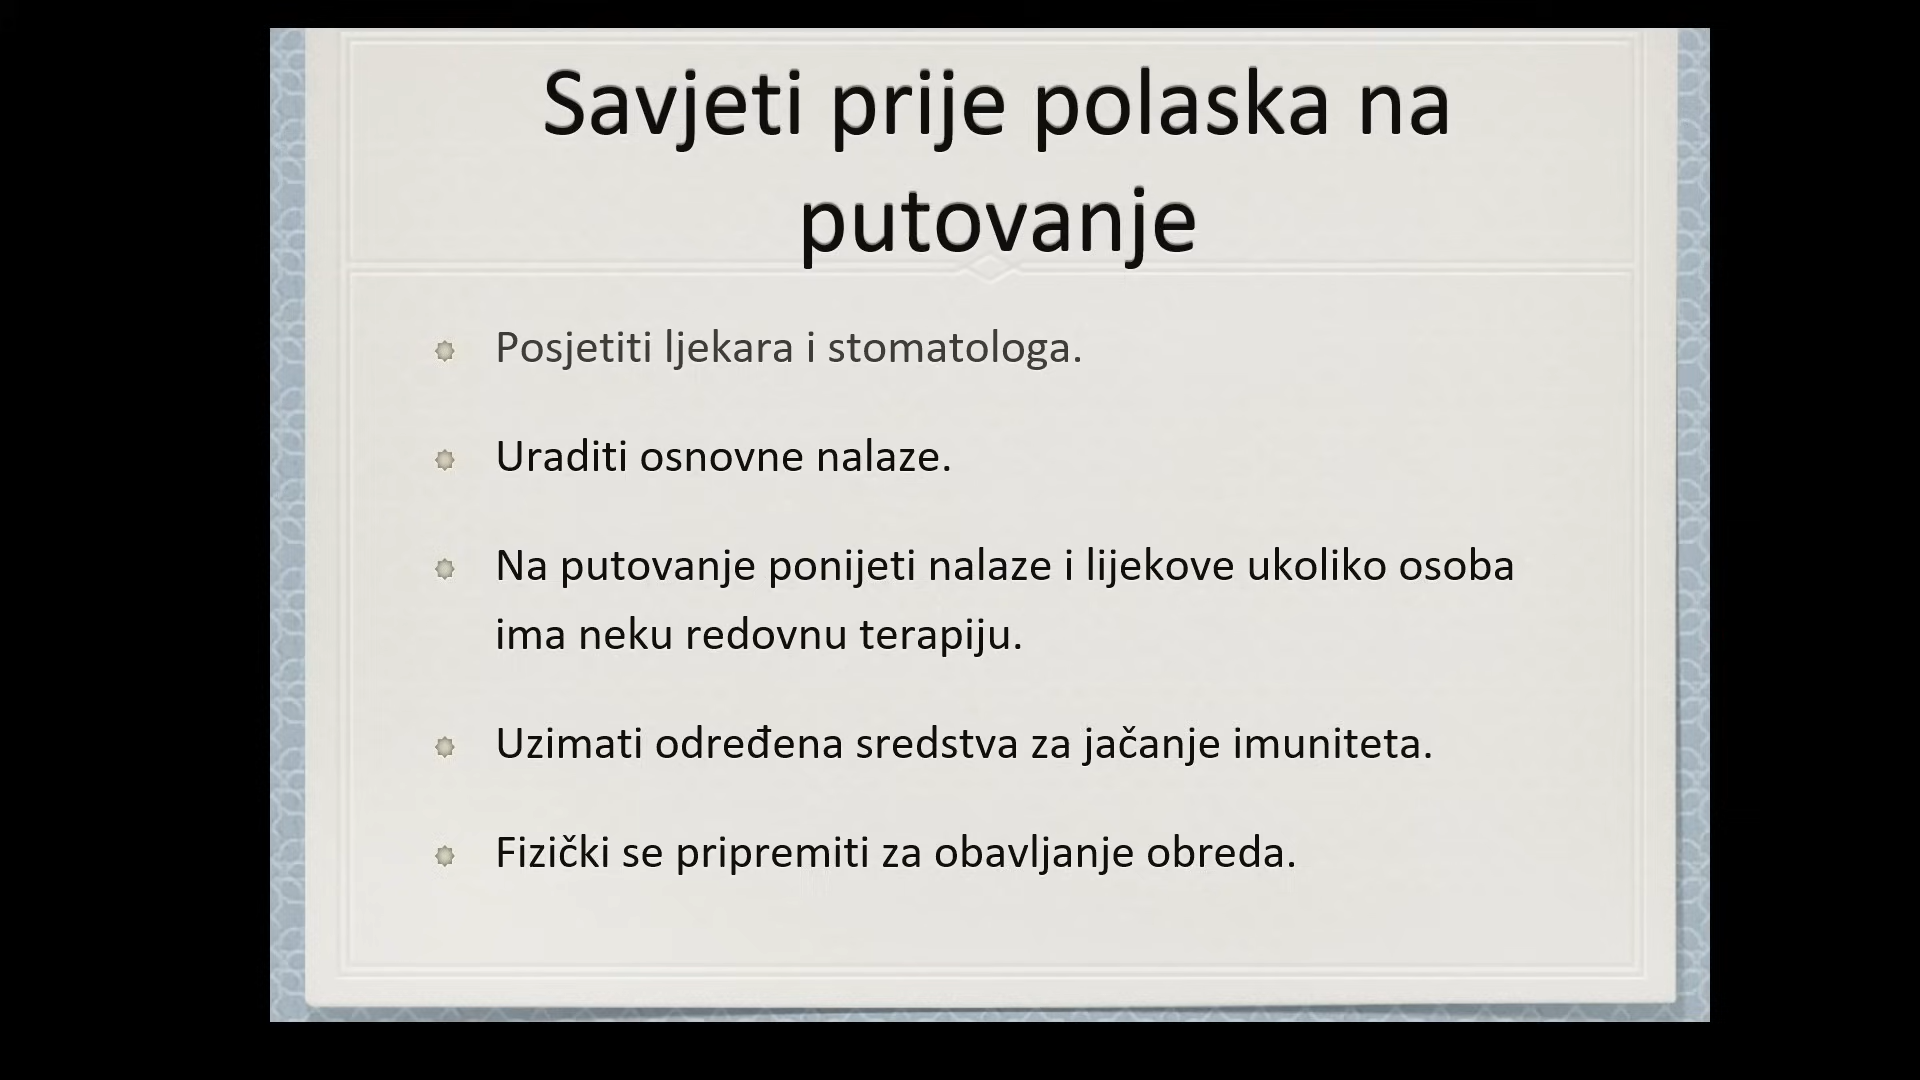 Savjeti prije polaska na
putovanje
Posjetiti ljekara i stomatologa.
Uraditi osnovne nalaze.
Na putovanje ponijeti nalaze i lijekove ukoliko osoba
ima neku redovnu terapiju.
Uzimati određena sredstva za jačanje imuniteta.
Fizički se pripremiti za obavljanje obreda.